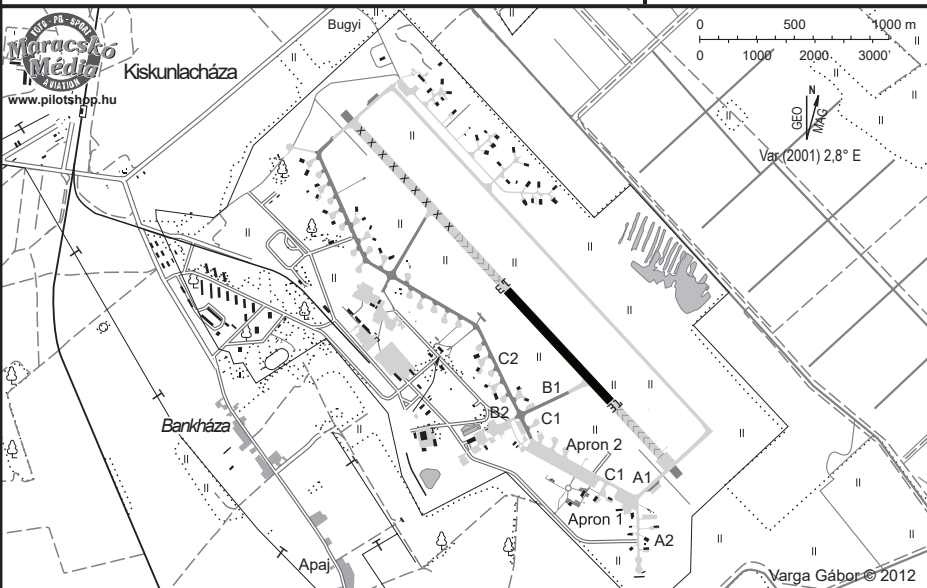 Bugyi
0 500 1000 m
0 1000 2000 3000'
FOTO - PR - SPORT
Maracskó
Média
AVIATION
www.pilotshop.hu
Kiskunlacháza
N
GEO
MAG
Var (2001) 2,8° E
C2
B1
B2
C1
Bankháza
Apron 2
C1
A1
Apron 1
A2
Apaj
Varga Gábor © 2012